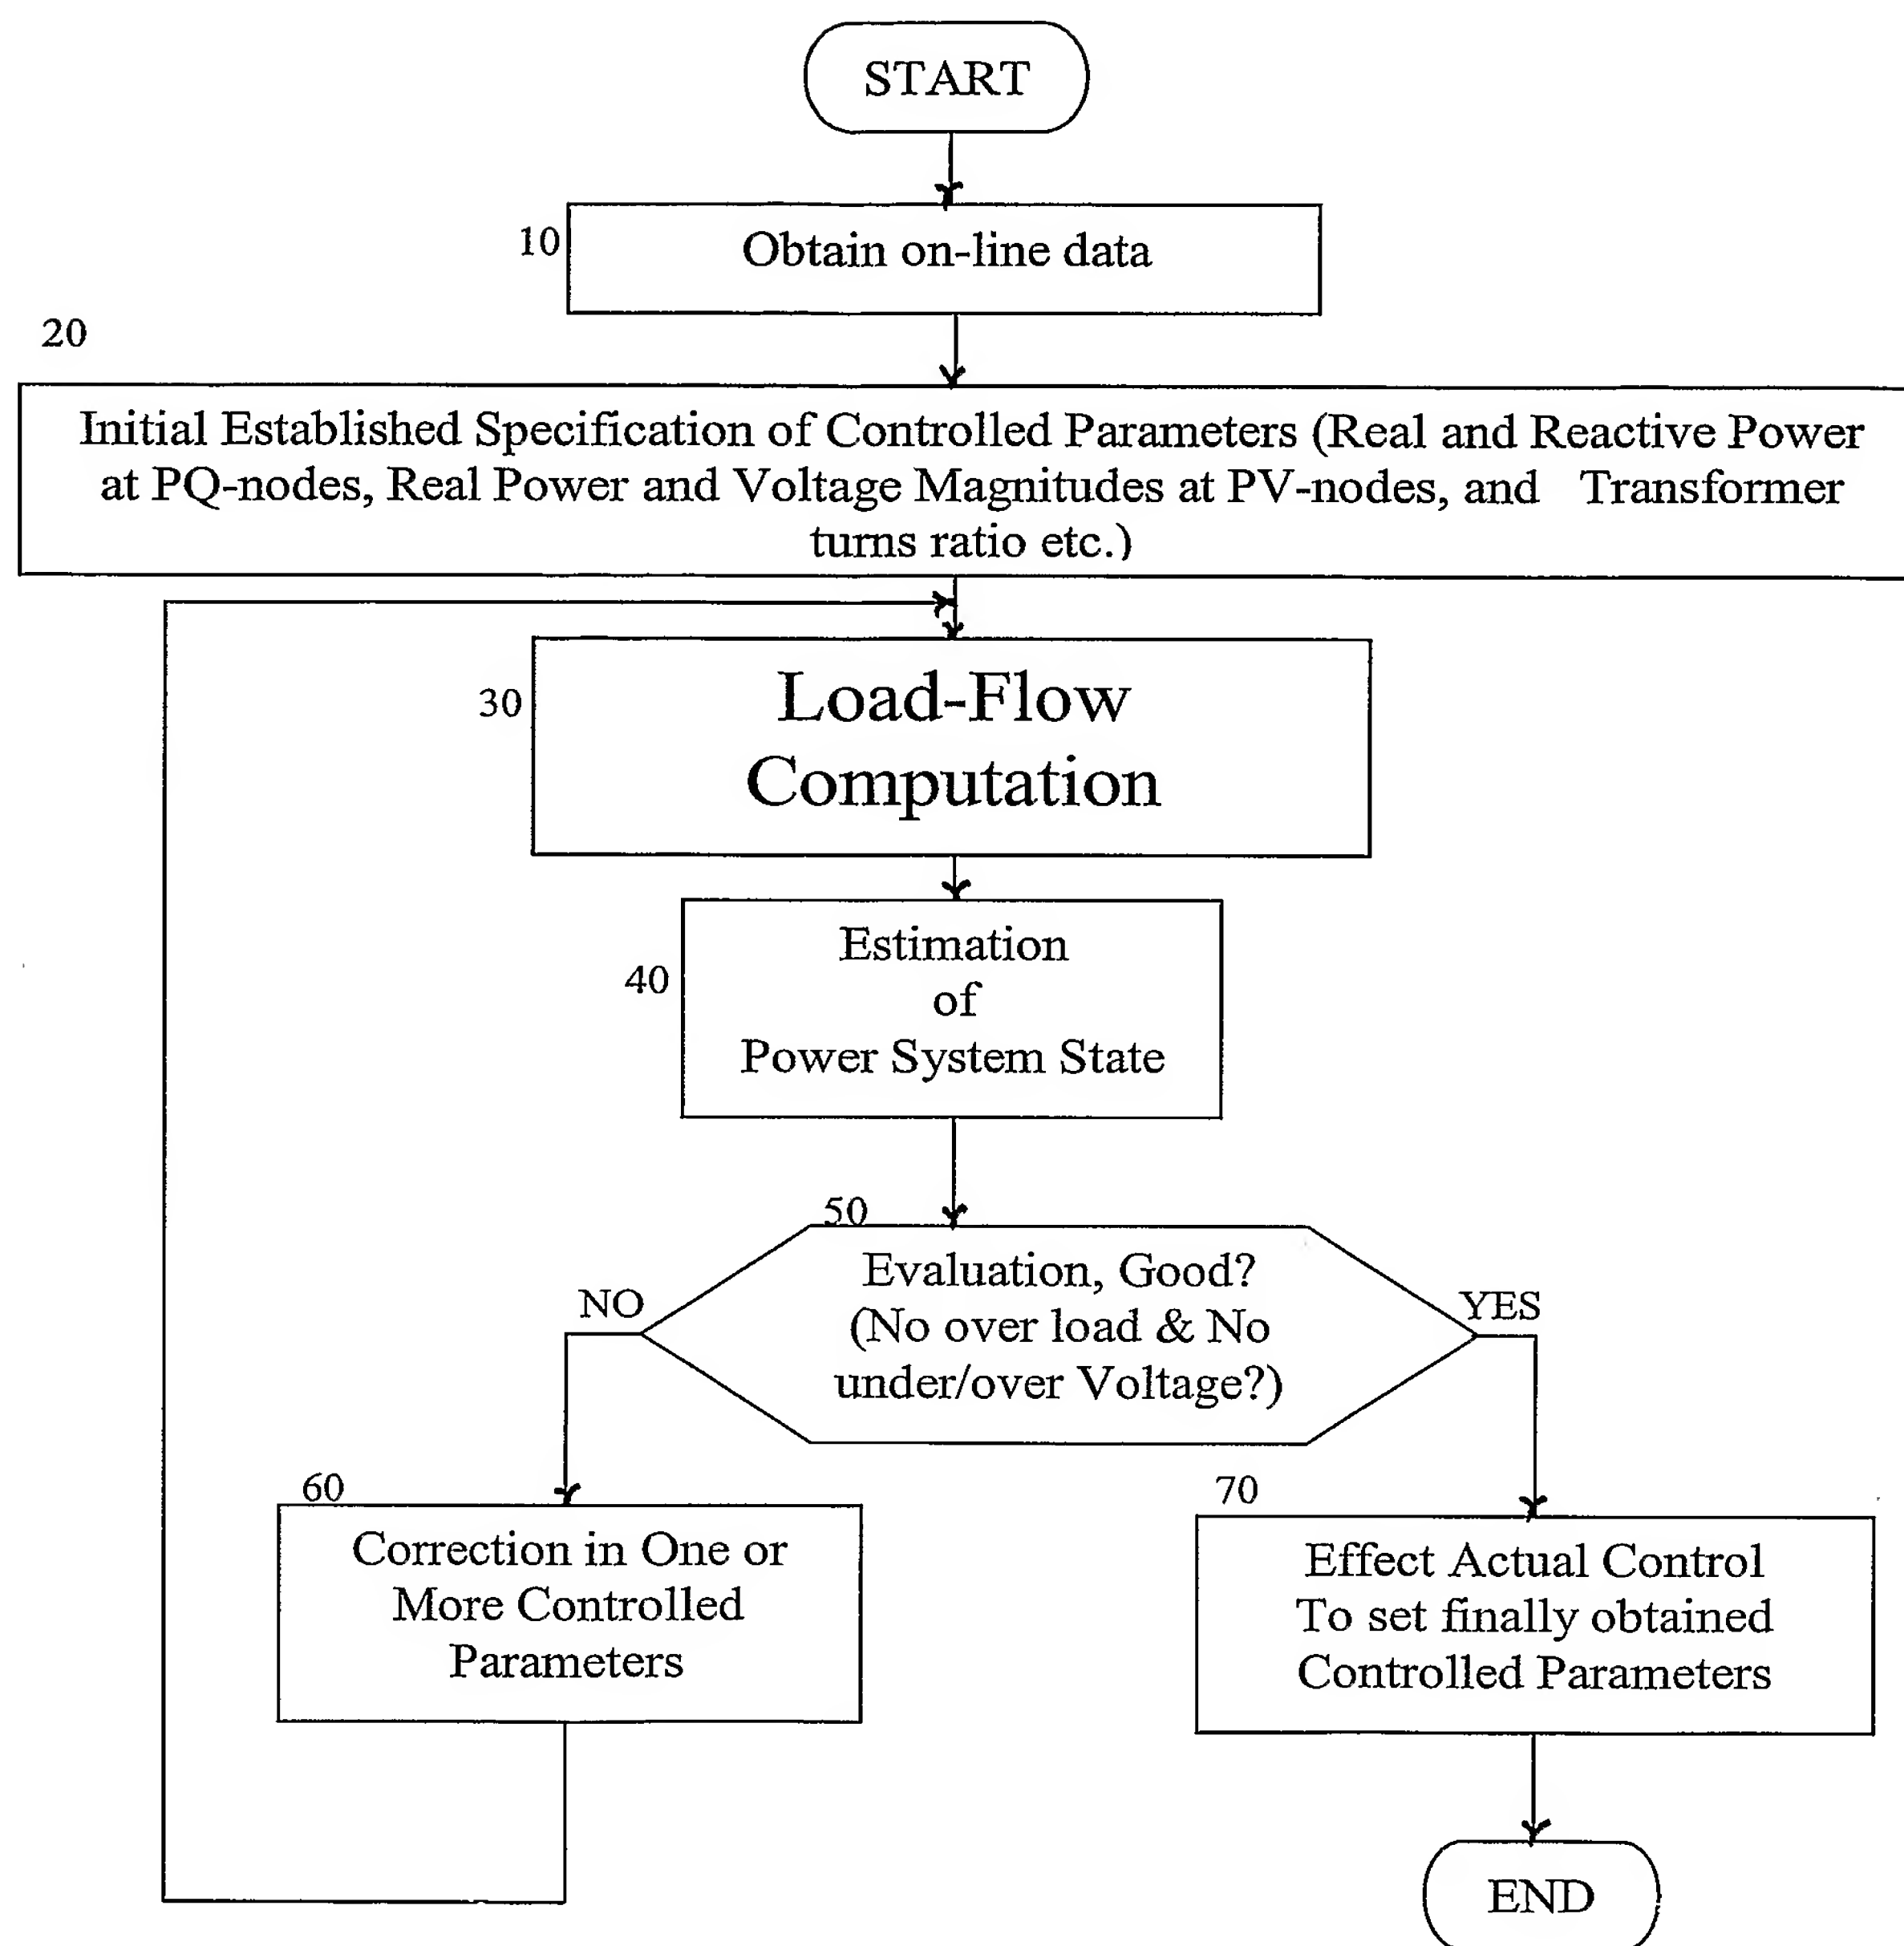 START
10
Obtain on-line data
20
Initial Established Specification of Controlled Parameters (Real and Reactive Power
at PQ-nodes, Real Power and Voltage Magnitudes at PV-nodes, and Transformer
turns ratio etc.)
30
Load-Flow
Computation
40
Estimation
of
Power System State
50
Evaluation, Good?
(No over load & No
under/over Voltage?)
NO
YES
60
Correction in One or
More Controlled
Parameters
70
Effect Actual Control
To set finally obtained
Controlled Parameters
END